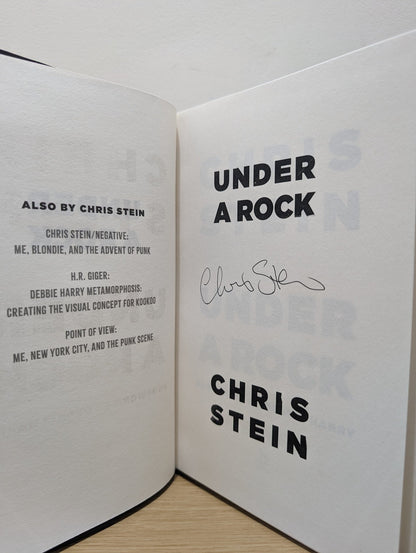 ALSO BY CHRIS STEIN
CHRIS STEIN/NEGATIVE:
ME, BLONDIE, AND THE ADVENT OF PUNK
H.R. GIGER:
DEBBIE HARRY METAMORPHOSIS:
CREATING THE VISUAL CONCEPT FOR KOOKOO
POINT OF VIEW:
ME, NEW YORK CITY, AND THE PUNK SCENE
UNDER
A ROCK
Chris Stein
CHRIS
STEIN